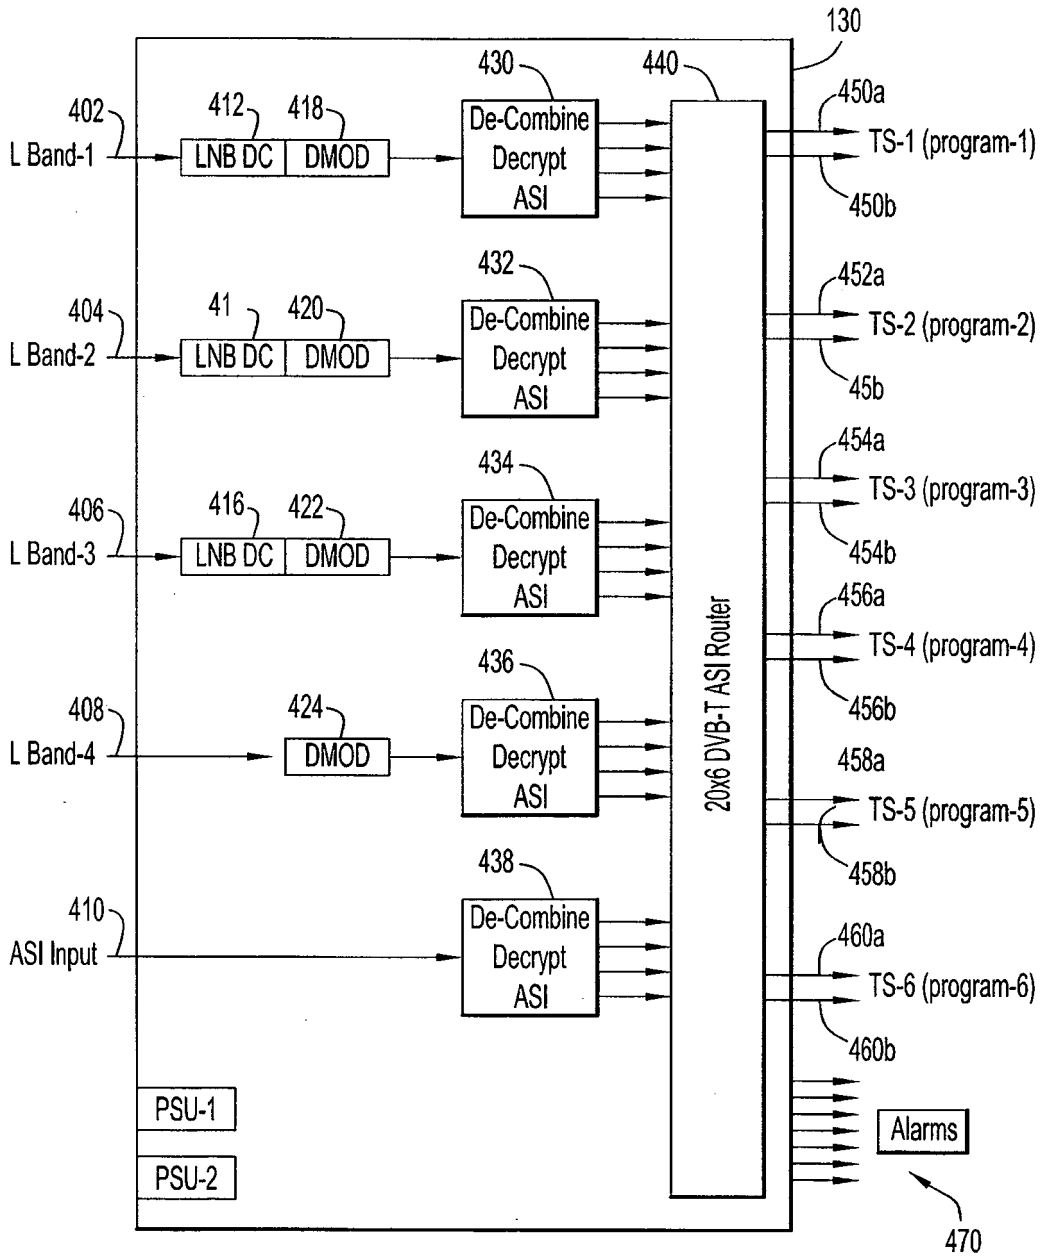 130
402
412
418
430
440
450a
L Band-1
LNB DC
DMOD
De-Combine
Decrypt
ASI
TS-1 (program-1)
450b
404
41
420
432
452a
L Band-2
LNB DC
DMOD
De-Combine
Decrypt
ASI
TS-2 (program-2)
45b
406
416
422
434
454a
L Band-3
LNB DC
DMOD
De-Combine
Decrypt
ASI
TS-3 (program-3)
454b
20x6 DVB-T ASI Router
408
424
436
456a
L Band-4
DMOD
De-Combine
Decrypt
ASI
TS-4 (program-4)
456b
458a
TS-5 (program-5)
458b
410
438
ASI Input
De-Combine
Decrypt
ASI
460a
TS-6 (program-6)
460b
PSU-1
PSU-2
Alarms
470